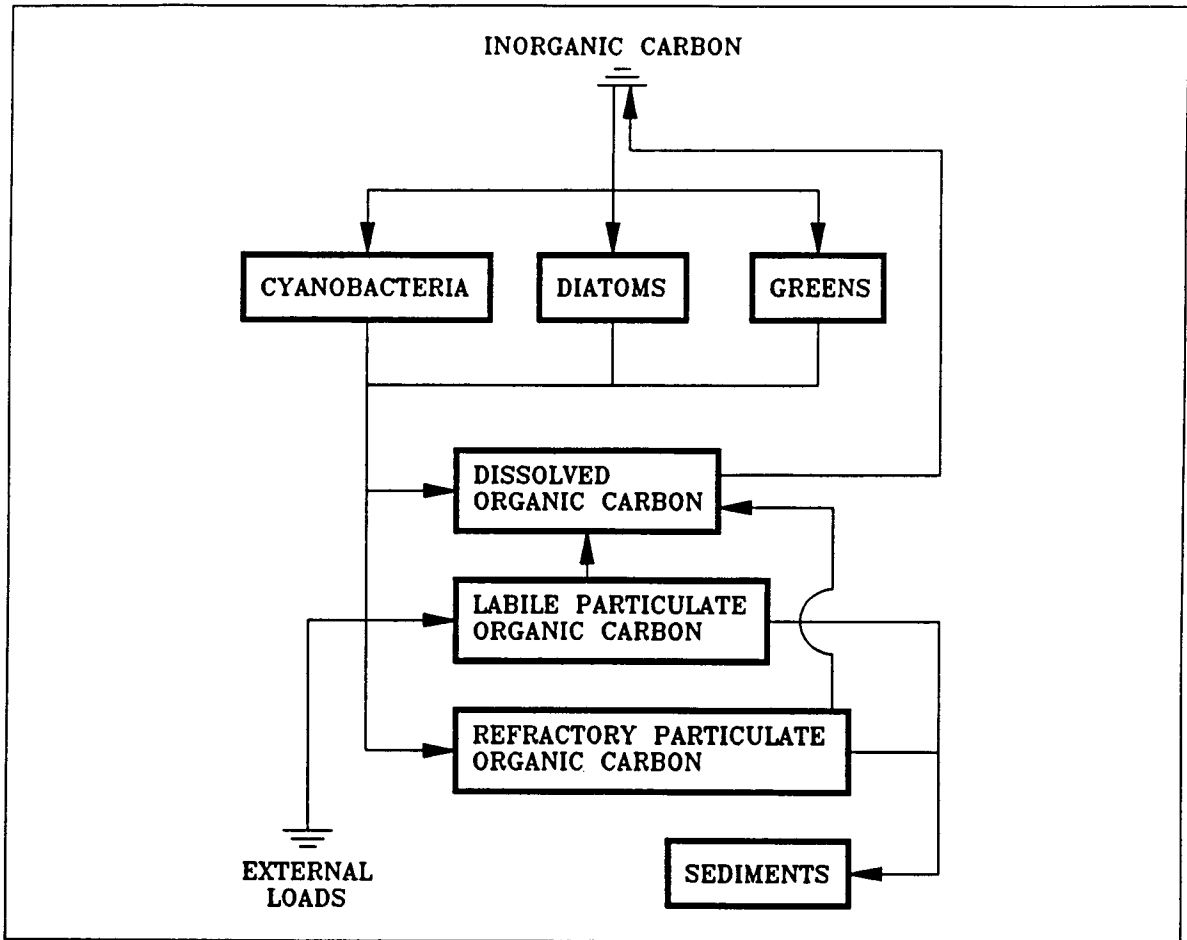 INORGANIC CARBON
CYANOBACTERIA
DIATOMS
GREENS
DISSOLVED
ORGANIC CARBON
LABILE PARTICULATE
ORGANIC CARBON
REFRACTORY PARTICULATE
ORGANIC CARBON
EXTERNAL
LOADS
SEDIMENTS